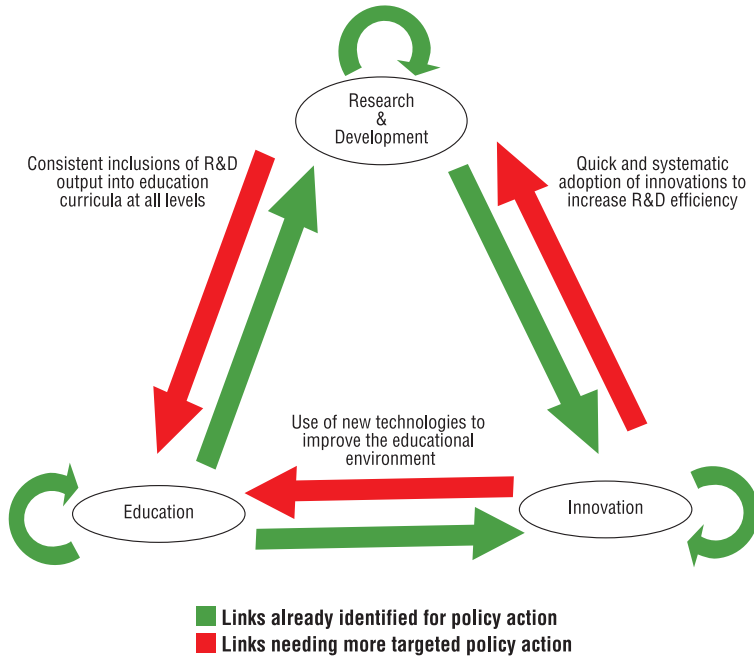 Research
&
Development
Consistent inclusions of R&D
output into education
curricula at all levels
Quick and systematic
adoption of innovations to
increase R&D efficiency
Use of new technologies to
improve the educational
environment
Education
Innovation
Links already identified for policy action
Links needing more targeted policy action